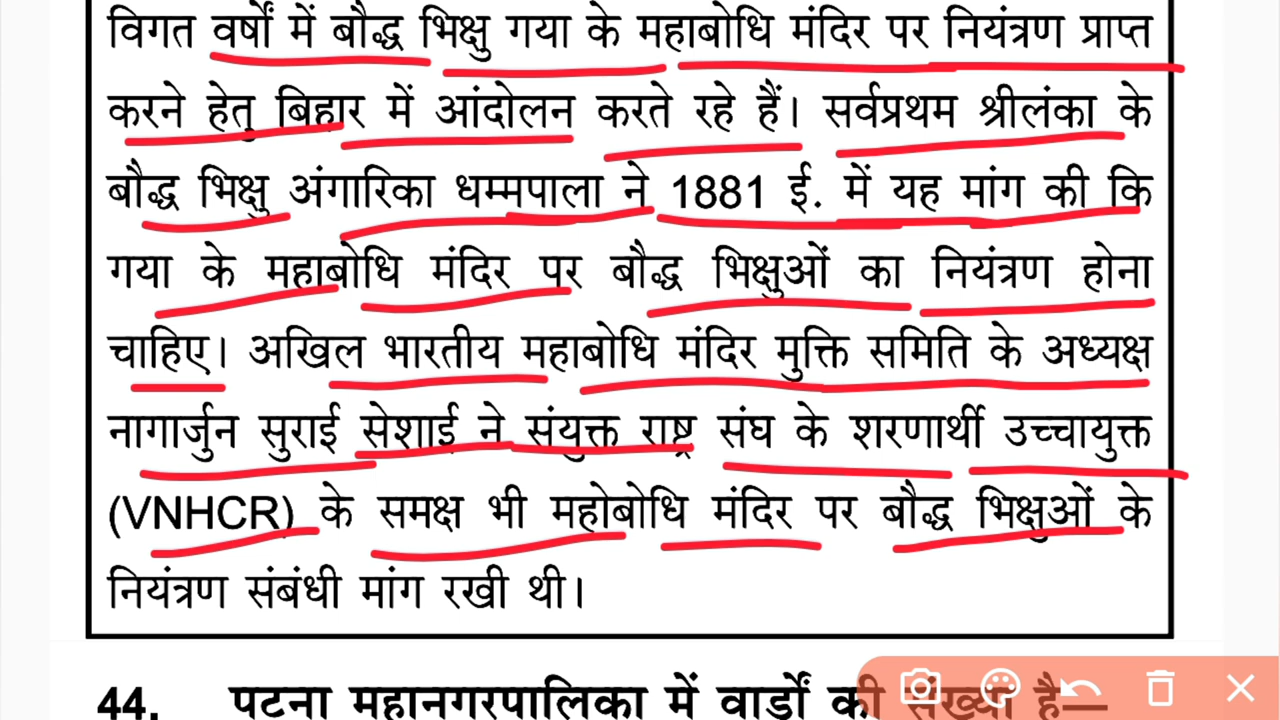 विगत वर्षों में बौद्ध भिक्षु गया के महाबोधि मंदिर पर नियंत्रण प्राप्त
करने हेतु बिहार में आंदोलन करते रहे हैं। सर्वप्रथम श्रीलंका के
बौद्ध भिक्षु अंगारिका धम्मपाला ने 1881 ई. में यह मांग की कि
गया के महाबोधि मंदिर पर बौद्ध भिक्षुओं का नियंत्रण होना
चाहिए। अखिल भारतीय महाबोधि मंदिर मुक्ति समिति के अध्यक्ष
नागार्जुन सुराई सेशाई ने संयुक्त राष्ट्र संघ के शरणार्थी उच्चायुक्त
(VNHCR) के समक्ष भी महोबोधि मंदिर पर बौद्ध भिक्षुओं के
नियंत्रण संबंधी मांग रखी थी।
44. पटना महानगरपालिका में वार्डों की संख्या है—